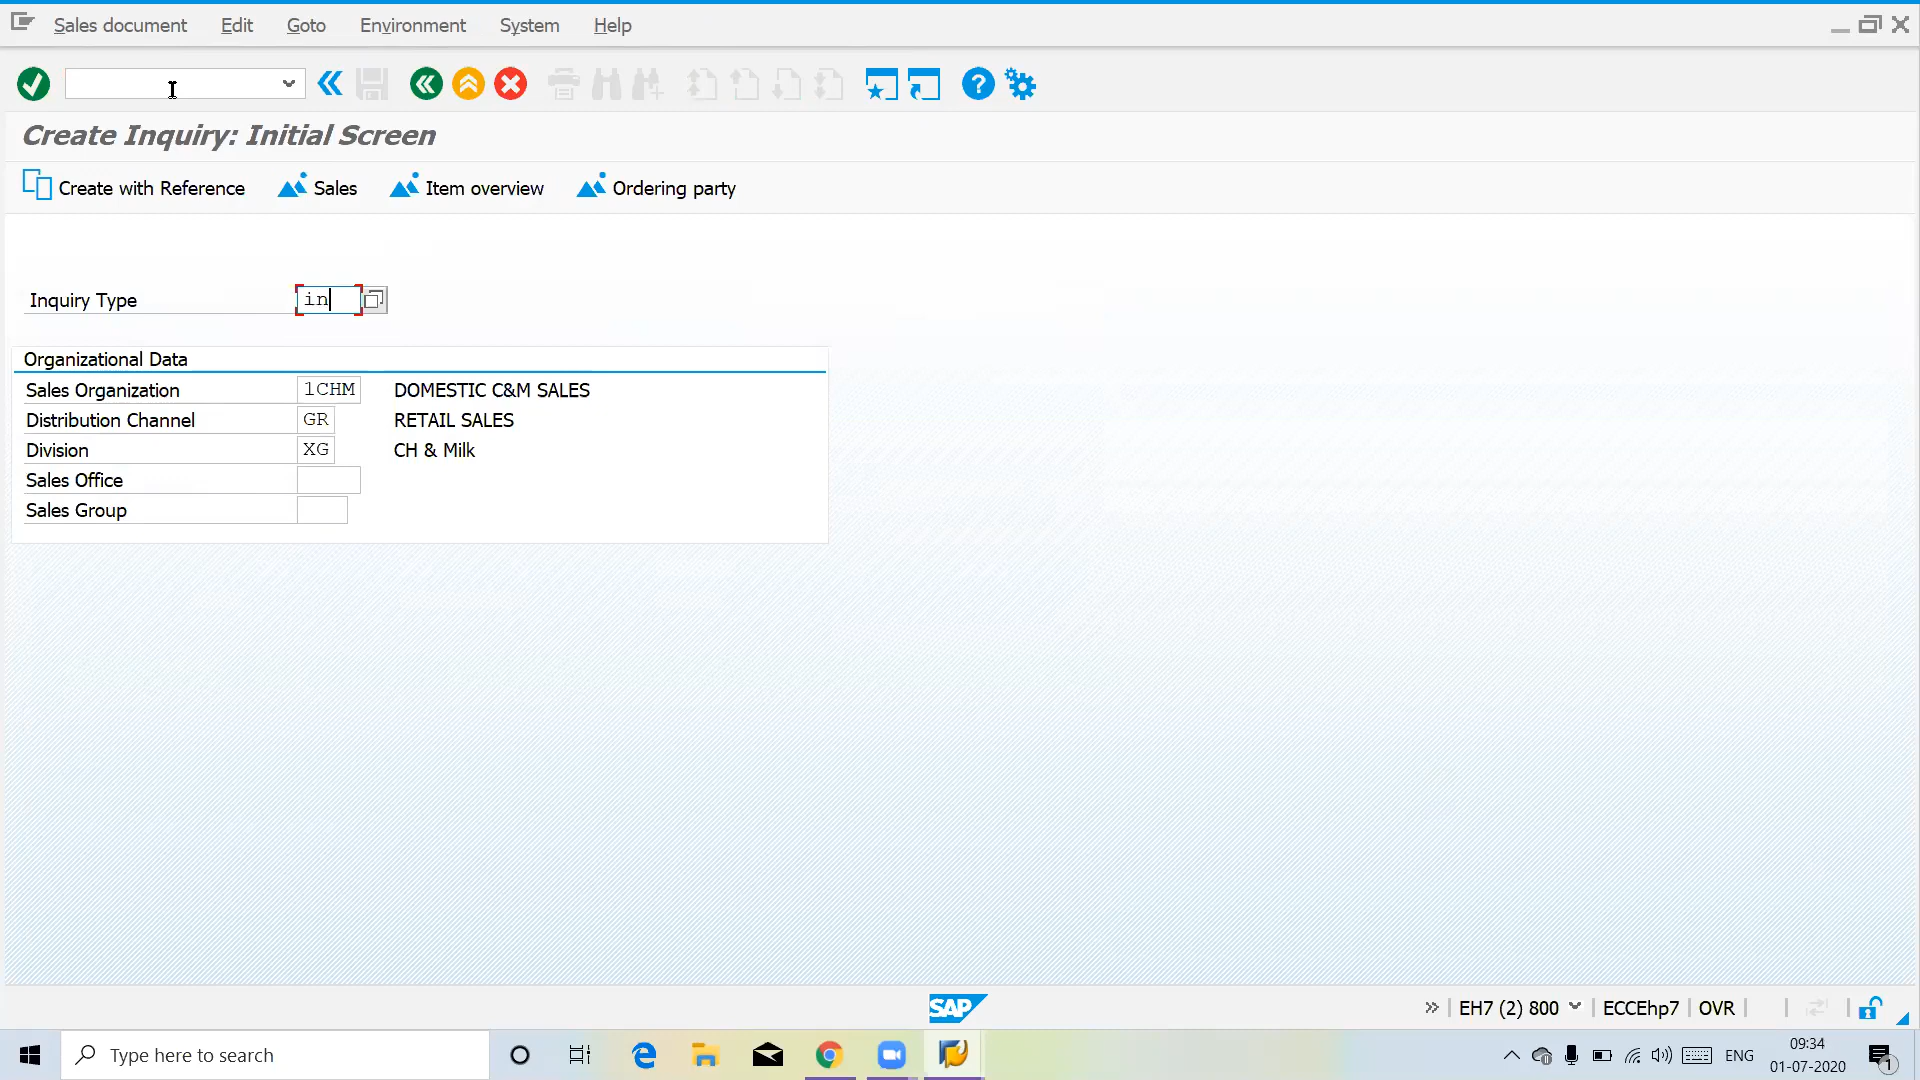 Sales document Edit Goto Environment System Help
Create Inquiry: Initial Screen
Create with Reference Sales Item overview Ordering party
Inquiry Type in
Organizational Data
Sales Organization 1CHM DOMESTIC C&M SALES
Distribution Channel GR RETAIL SALES
Division XG CH & Milk
Sales Office
Sales Group
SAP EH7 (2) 800 ECCEhp7 OVR
Type here to search ENG 09:34
01-07-2020 1